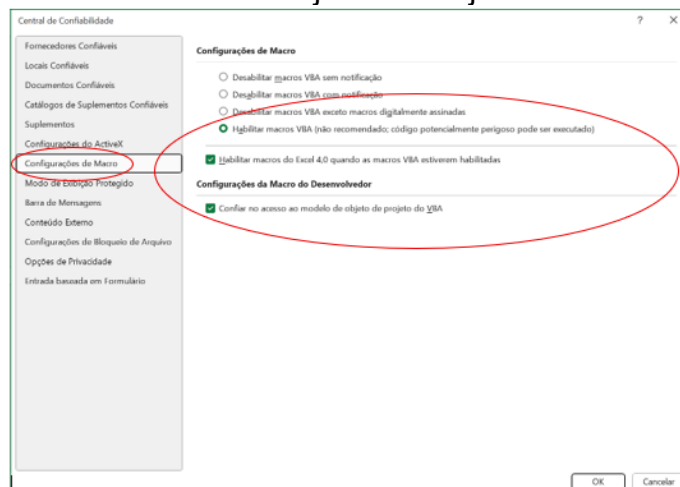 Central de Confiabilidade
? X
Fornecedores Confiáveis
Locais Confiáveis
Documentos Confiáveis
Catálogos de Suplementos Confiáveis
Suplementos
Configurações do ActiveX
Configurações de Macro
Modo de Exibição Protegido
Barra de Mensagens
Conteúdo Externo
Configurações de Bloqueio de Arquivo
Opções de Privacidade
Entrada baseada em Formulário
Configurações de Macro
Desabilitar macros VBA sem notificação
Desabilitar macros VBA com notificação
Desabilitar macros VBA exceto macros digitalmente assinadas
Habilitar macros VBA (não recomendado; código potencialmente perigoso pode ser executado)
Habilitar macros do Excel 4,0 quando as macros VBA estiverem habilitadas
Configurações da Macro do Desenvolvedor
Confiar no acesso ao modelo de objeto de projeto do VBA
OK
Cancelar